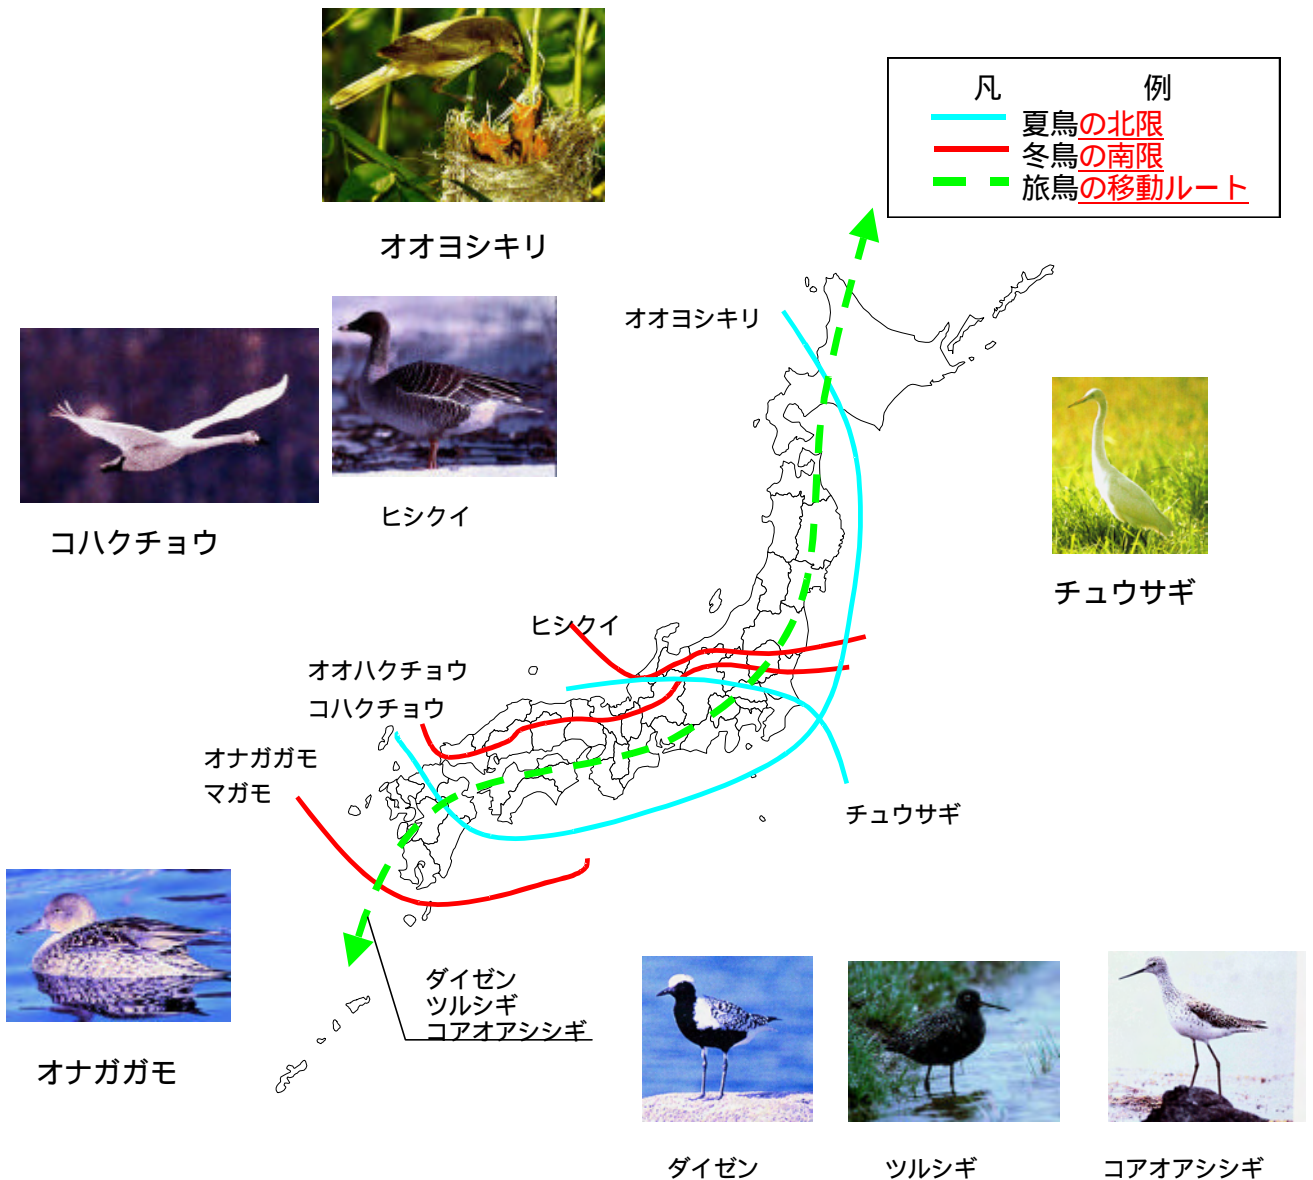 オオヨシキリ
凡 例
夏鳥の北限
冬鳥の南限
旅鳥の移動ルート
オオヨシキリ
コハクチョウ
ヒシクイ
チュウサギ
ヒシクイ
オオハクチョウ
コハクチョウ
オナガガモ
マガモ
チュウサギ
オナガガモ
ダイゼン
ツルシギ
コアオアシシギ
ダイゼン
ツルシギ
コアオアシシギ